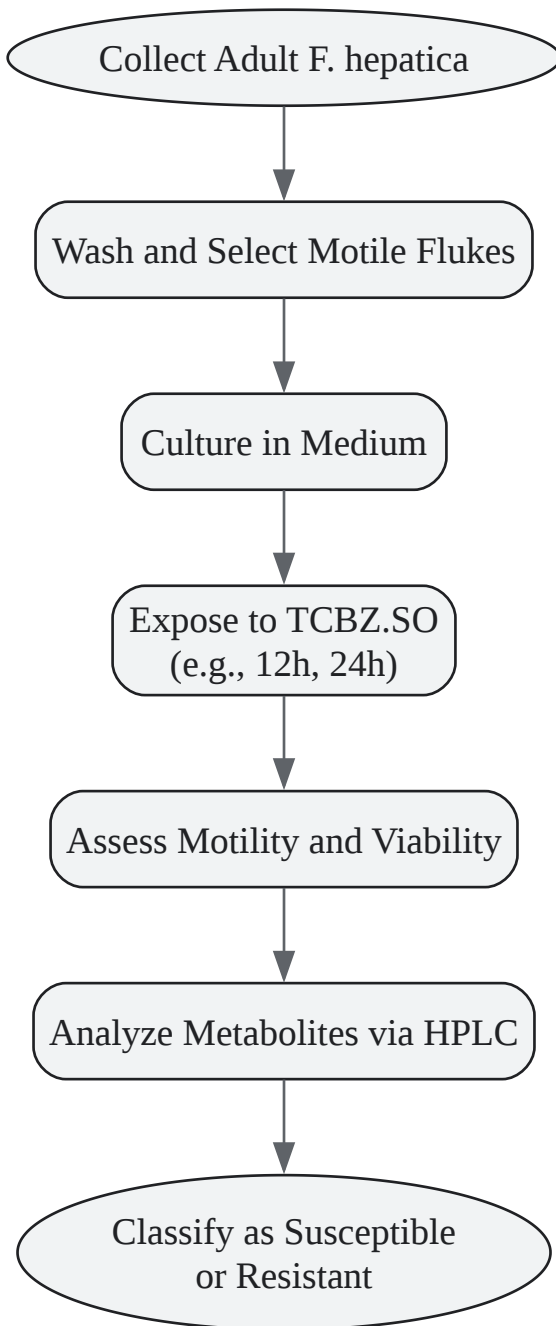 Collect Adult F. hepatica
Wash and Select Motile Flukes
Culture in Medium
Expose to TCBZ.SO
(e.g., 12h, 24h)
Assess Motility and Viability
Analyze Metabolites via HPLC
Classify as Susceptible
or Resistant